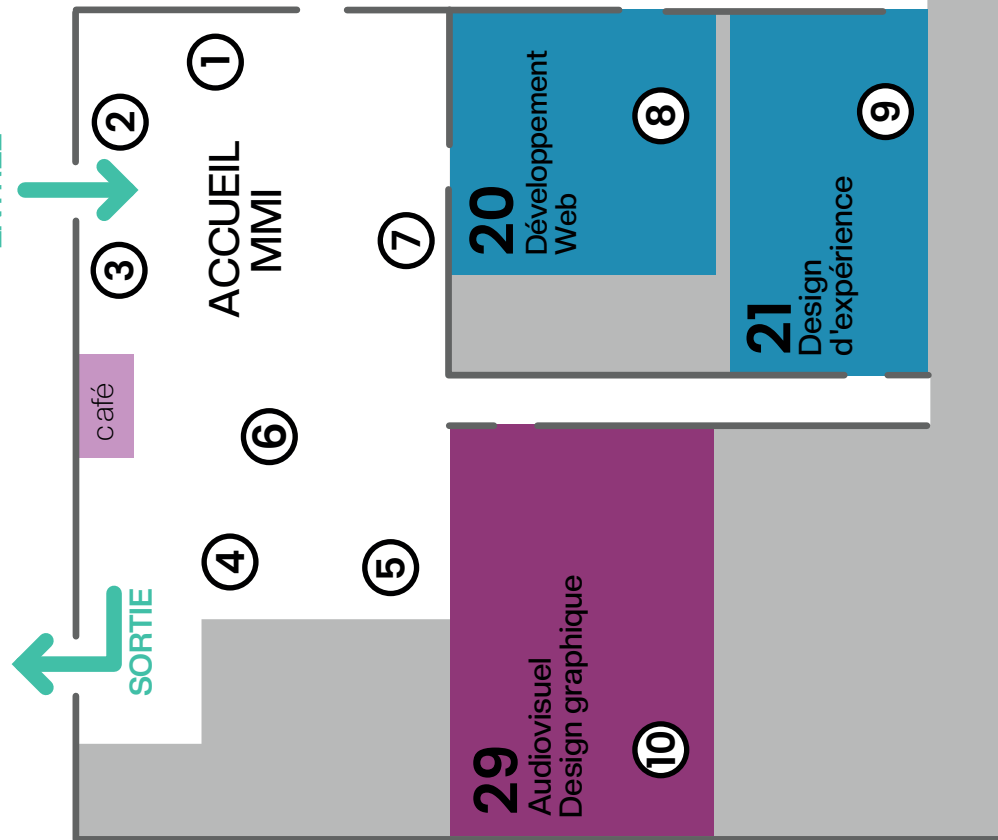 café
3
2
SORTIE
4
ACCUEIL
MMI
1
6
5
7
29
Audiovisuel
Design graphique
10
20
Développement
Web
8
21
Design
d'expérience
9